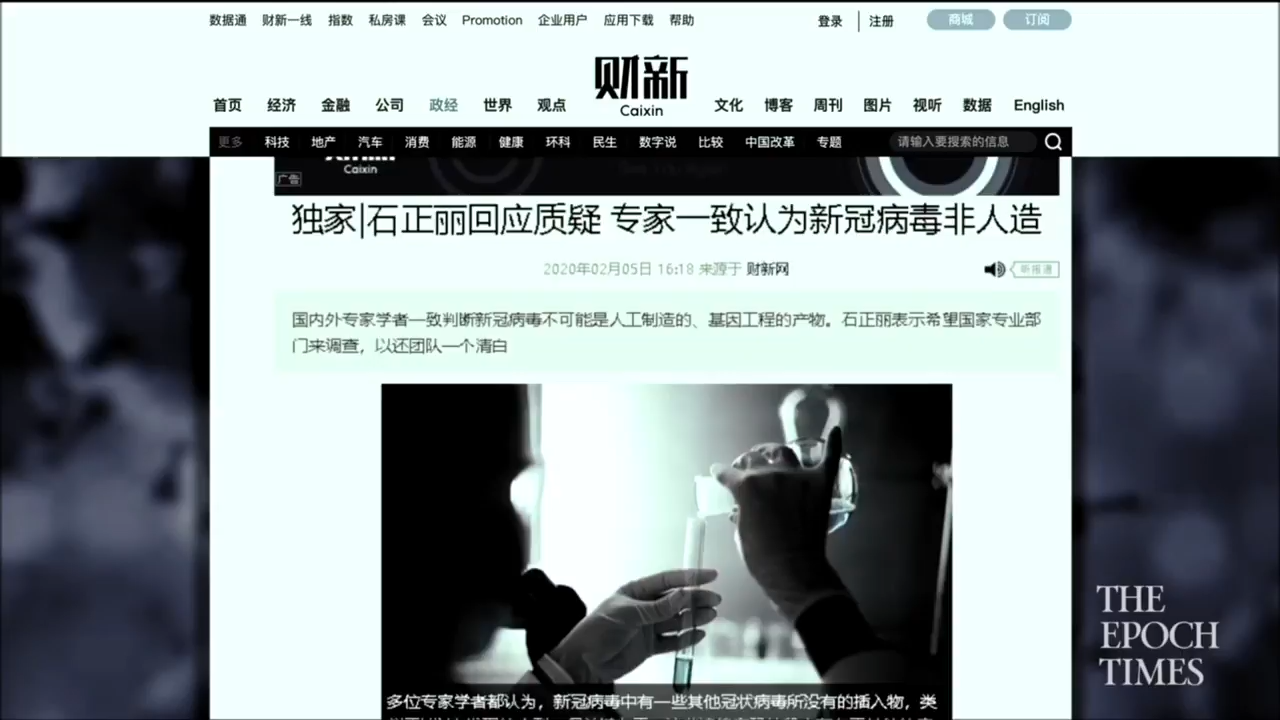 数据通 财新一线 指数 私房课 会议 Promotion 企业用户 应用下载 帮助 登录 注册 商城 订阅
财新
Caixin
首页 经济 金融 公司 政经 世界 观点 文化 博客 周刊 图片 视听 数据 English
更多 科技 地产 汽车 消费 能源 健康 环科 民生 数字说 比较 中国改革 专题 请输入要搜索的信息
Caixin
广告
独家|石正丽回应质疑 专家一致认为新冠病毒非人造
2020年02月05日 16:18 来源于 财新网
听报道
国内外专家学者一致判断新冠病毒不可能是人工制造的、基因工程的产物。石正丽表示希望国家专业部
门来调查，以还团队一个清白
多位专家学者都认为，新冠病毒中有一些其他冠状病毒所没有的插入物，类
THE
EPOCH
TIMES